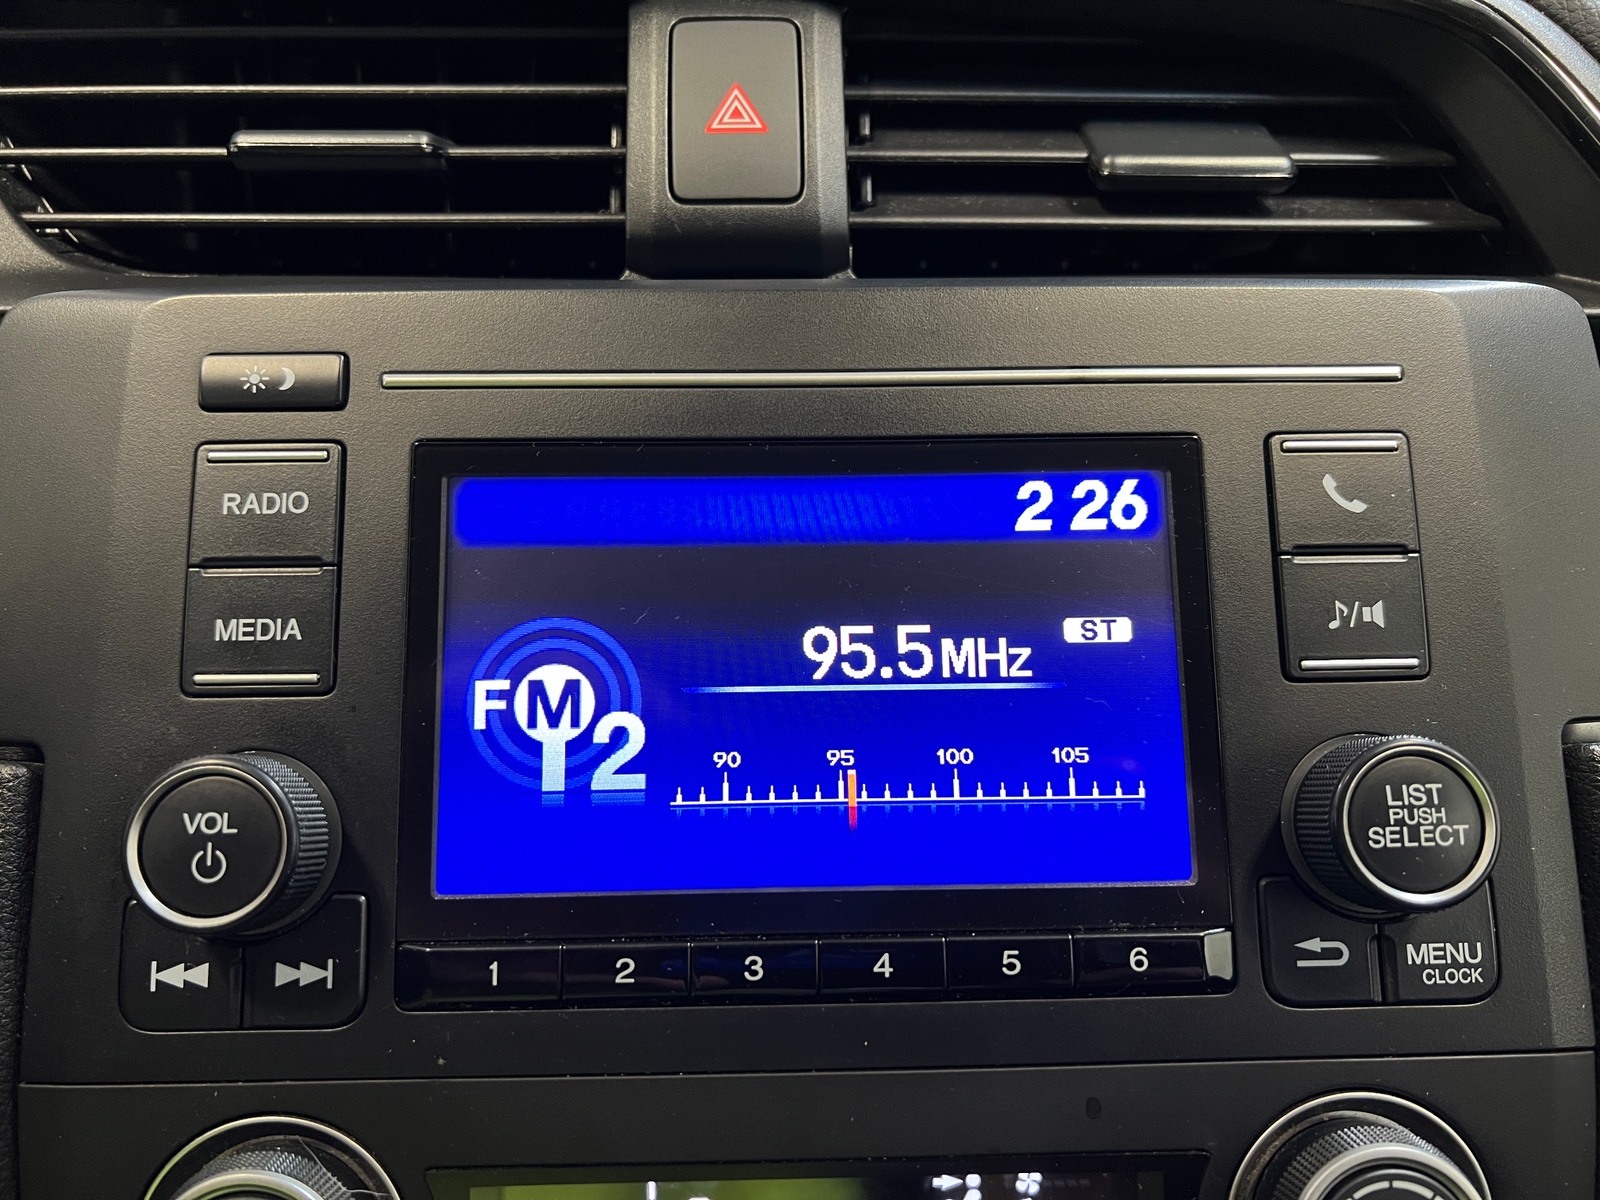 RADIO
MEDIA
VOL
2 26
95.5MHz
ST
FM
2
90 95 100 105
LIST
PUSH
SELECT
MENU
CLOCK
1 2 3 4 5 6